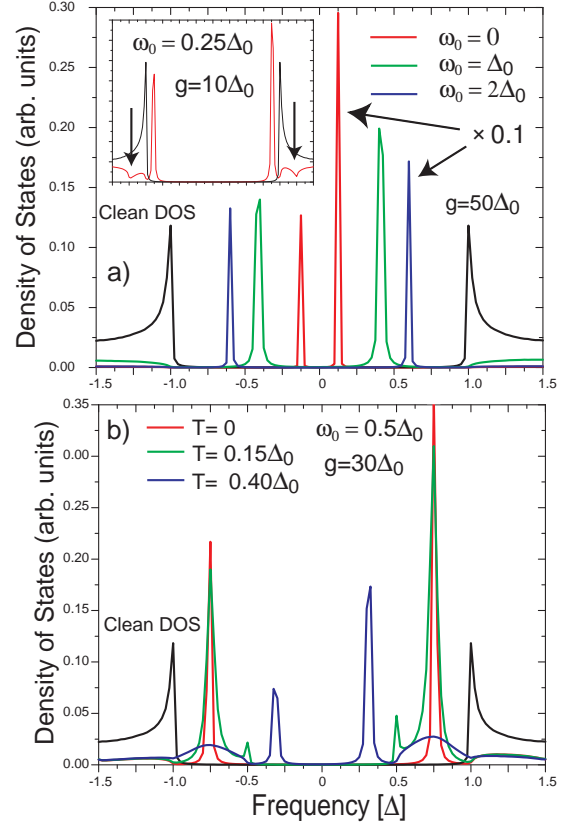 Density of States (arb. units)
0.30
0.25
0.20
0.15
0.10
0.05
0.00
ω₀ = 0.25Δ₀
g=10Δ₀
ω₀ = 0
ω₀ = Δ₀
ω₀ = 2Δ₀
× 0.1
g=50Δ₀
Clean DOS
a)
-1.5 -1.0 -0.5 0 0.5 1.0 1.5
Density of States (arb. units)
0.35
0.00
0.25
0.20
0.15
0.10
0.05
0.00
b)
T= 0
T= 0.15Δ₀
T= 0.40Δ₀
ω₀ = 0.5Δ₀
g=30Δ₀
Clean DOS
-1.5 -1.0 -0.5 0 0.5 1.0 1.5
Frequency [Δ]